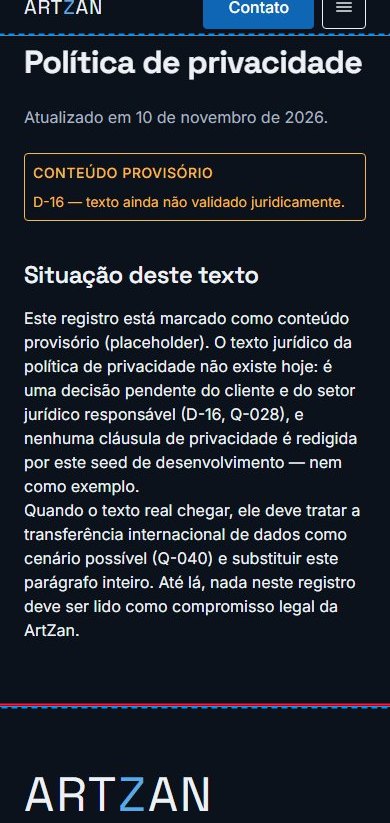 ARTZAN
Contato
Política de privacidade
Atualizado em 10 de novembro de 2026.
CONTEÚDO PROVISÓRIO
D-16 — texto ainda não validado juridicamente.
Situação deste texto
Este registro está marcado como conteúdo
provisório (placeholder). O texto jurídico da
política de privacidade não existe hoje: é
uma decisão pendente do cliente e do setor
jurídico responsável (D-16, Q-028), e
nenhuma cláusula de privacidade é redigida
por este seed de desenvolvimento — nem
como exemplo.
Quando o texto real chegar, ele deve tratar a
transferência internacional de dados como
cenário possível (Q-040) e substituir este
parágrafo inteiro. Até lá, nada neste registro
deve ser lido como compromisso legal da
ArtZan.
ARTZAN